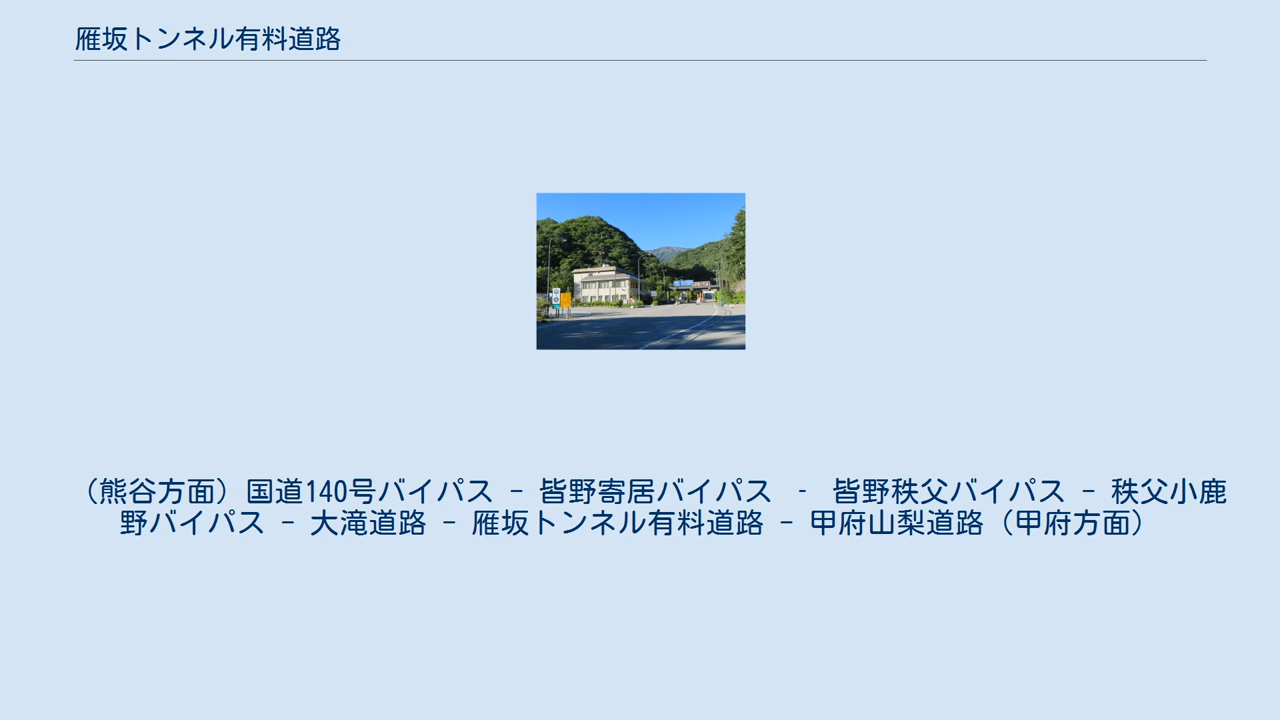 雁坂トンネル有料道路
（熊谷方面）国道140号バイパス － 皆野寄居バイパス - 皆野秩父バイパス － 秩父小鹿
野バイパス － 大滝道路 － 雁坂トンネル有料道路 － 甲府山梨道路（甲府方面）